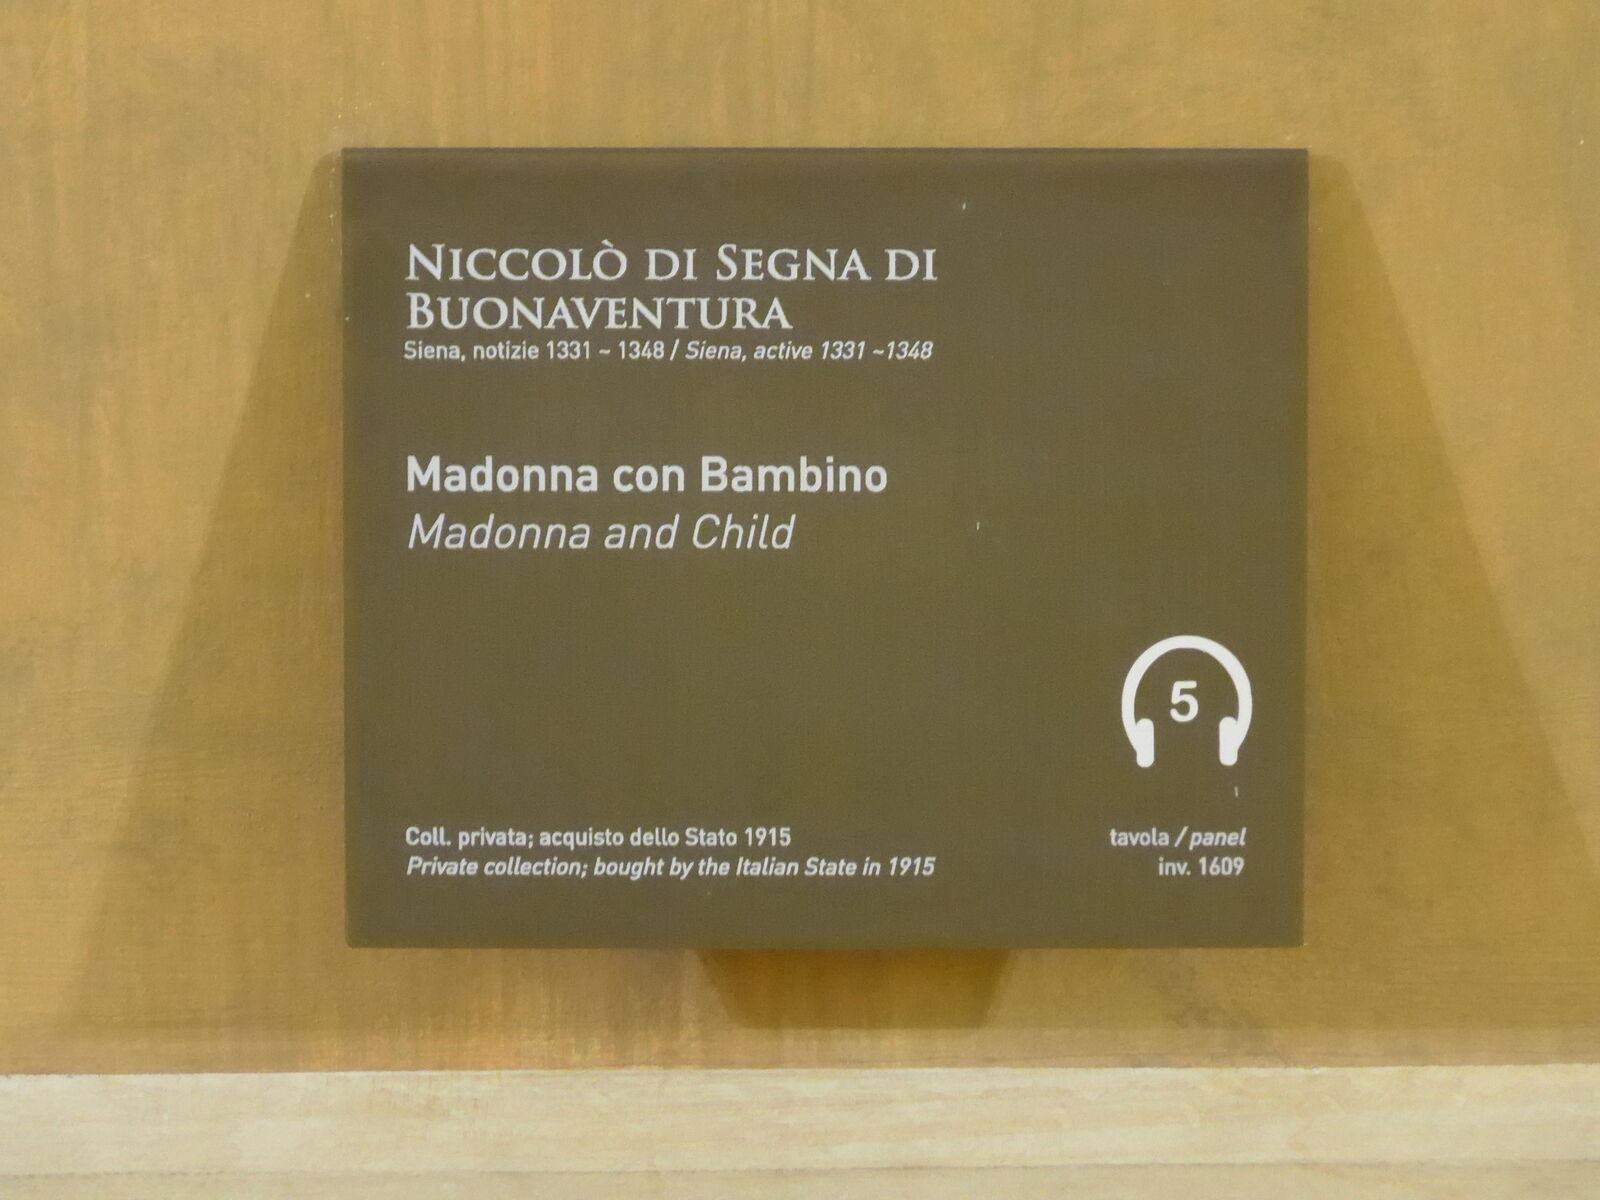 Niccolò di Segna di
Buonaventura
Siena, notizie 1331 ~ 1348 / Siena, active 1331 ~1348
Madonna con Bambino
Madonna and Child
5
Coll. privata; acquisto dello Stato 1915
Private collection; bought by the Italian State in 1915
tavola / panel
inv. 1609